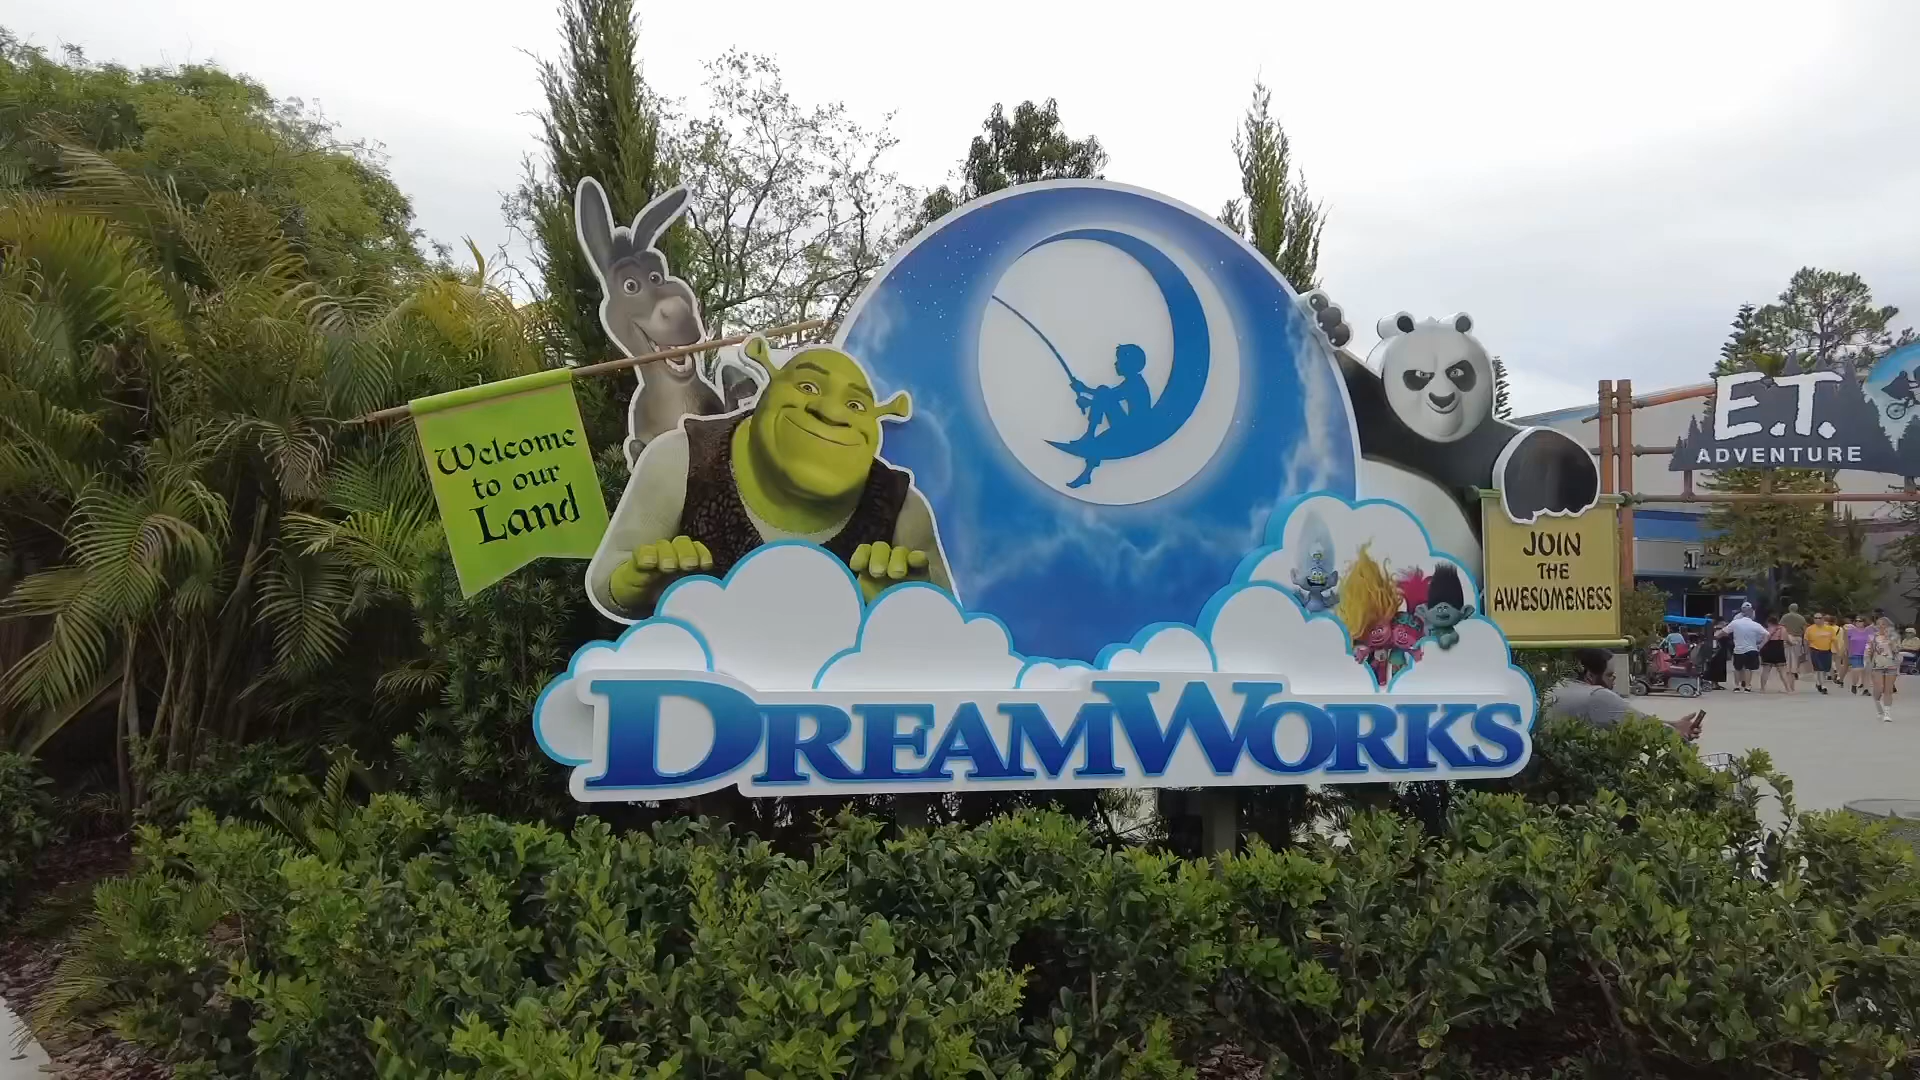 Welcome
to our
Land
DREAMWORKS
JOIN
THE
AWESOMENESS
E.T.
ADVENTURE